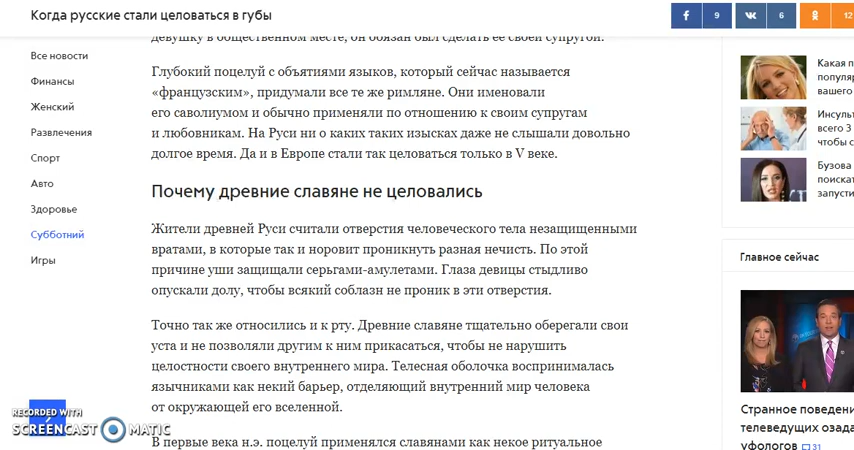 Когда русские стали целоваться в губы
9
6
12
девушку в общественном месте, он обязан был сделать ее своей супругой.
Все новости
Финансы
Женский
Развлечения
Спорт
Авто
Здоровье
Субботний
Игры
Глубокий поцелуй с объятиями языков, который сейчас называется
«французским», придумали все те же римляне. Они именовали
его саволиумом и обычно применяли по отношению к своим супругам
и любовникам. На Руси ни о каких таких изысках даже не слышали довольно
долгое время. Да и в Европе стали так целоваться только в V веке.
Почему древние славяне не целовались
Жители древней Руси считали отверстия человеческого тела незащищенными
вратами, в которые так и норовит проникнуть разная нечисть. По этой
причине уши защищали серьгами-амулетами. Глаза девицы стыдливо
опускали долу, чтобы всякий соблазн не проник в эти отверстия.
Точно так же относились и к рту. Древние славяне тщательно оберегали свои
уста и не позволяли другим к ним прикасаться, чтобы не нарушить
целостности своего внутреннего мира. Телесная оболочка воспринималась
язычниками как некий барьер, отделяющий внутренний мир человека
от окружающей его вселенной.
В первые века н.э. поцелуй применялся славянами как некое ритуальное
Какая п
популяр
вашего
Инсуль
всего 3
чтобы с
Бузова
поискат
запусти
Главное сейчас
Странное поведени
телеведущих озада
уфологов 31
RECORDED WITH
SCREENCAST MATIC